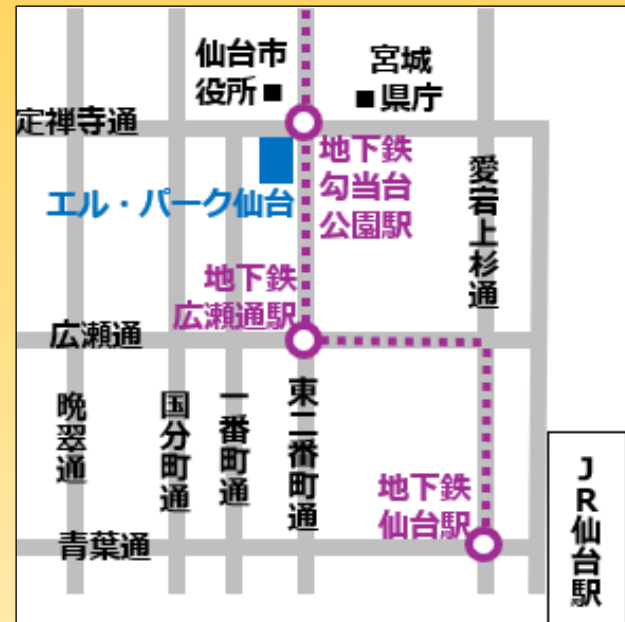 仙台市
役所■
宮城
■県庁
定禅寺通
地下鉄
勾当台
公園駅
エル・パーク仙台
愛宕上杉通
地下鉄
広瀬通駅
広瀬通
晩翠通
国分町通
一番町通
東二番町通
地下鉄
仙台駅
青葉通
JR仙台駅